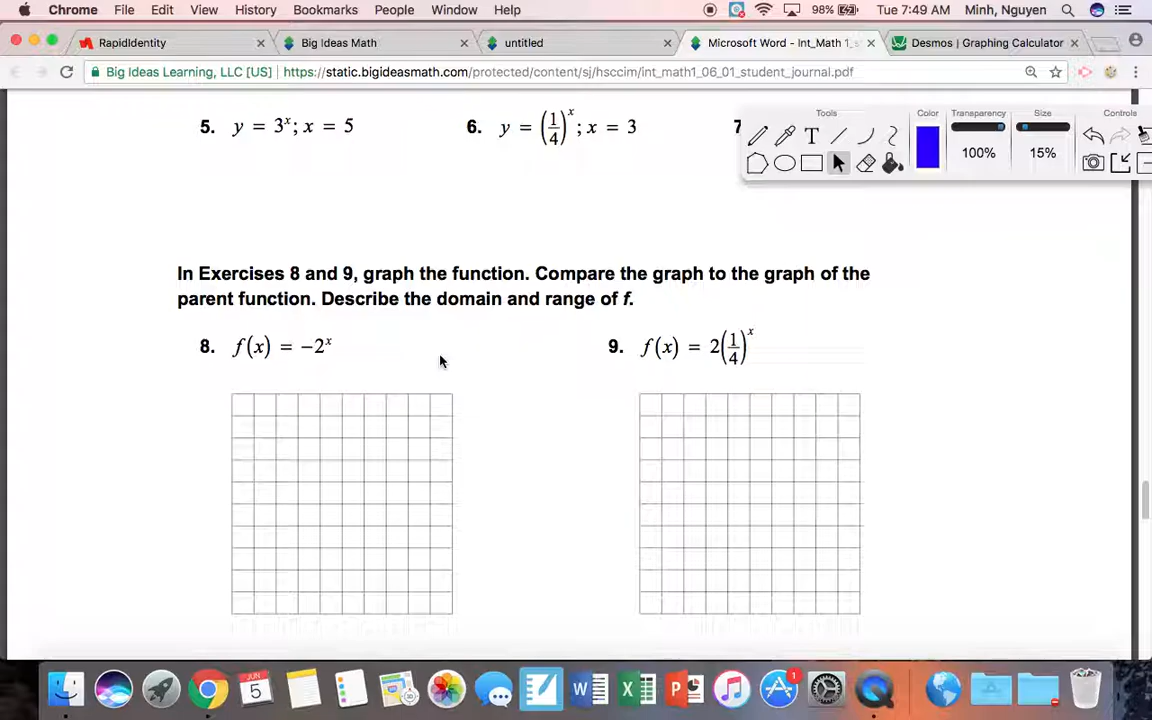 Chrome File Edit View History Bookmarks People Window Help 98% Tue 7:49 AM Minh, Nguyen
RapidIdentity Big Ideas Math untitled Microsoft Word - Int_Math 1_s Desmos | Graphing Calculator
Big Ideas Learning, LLC [US] https://static.bigideasmath.com/protected/content/sj/hsccim/int_math1_06_01_student_journal.pdf
Tools Color Transparency Size Controls
T 100% 15%
5. y = 3^x; x = 5 6. y = (1/4)^x; x = 3 7
In Exercises 8 and 9, graph the function. Compare the graph to the graph of the
parent function. Describe the domain and range of f.
8. f(x) = −2^x 9. f(x) = 2(1/4)^x
JUN
5
1
W X P